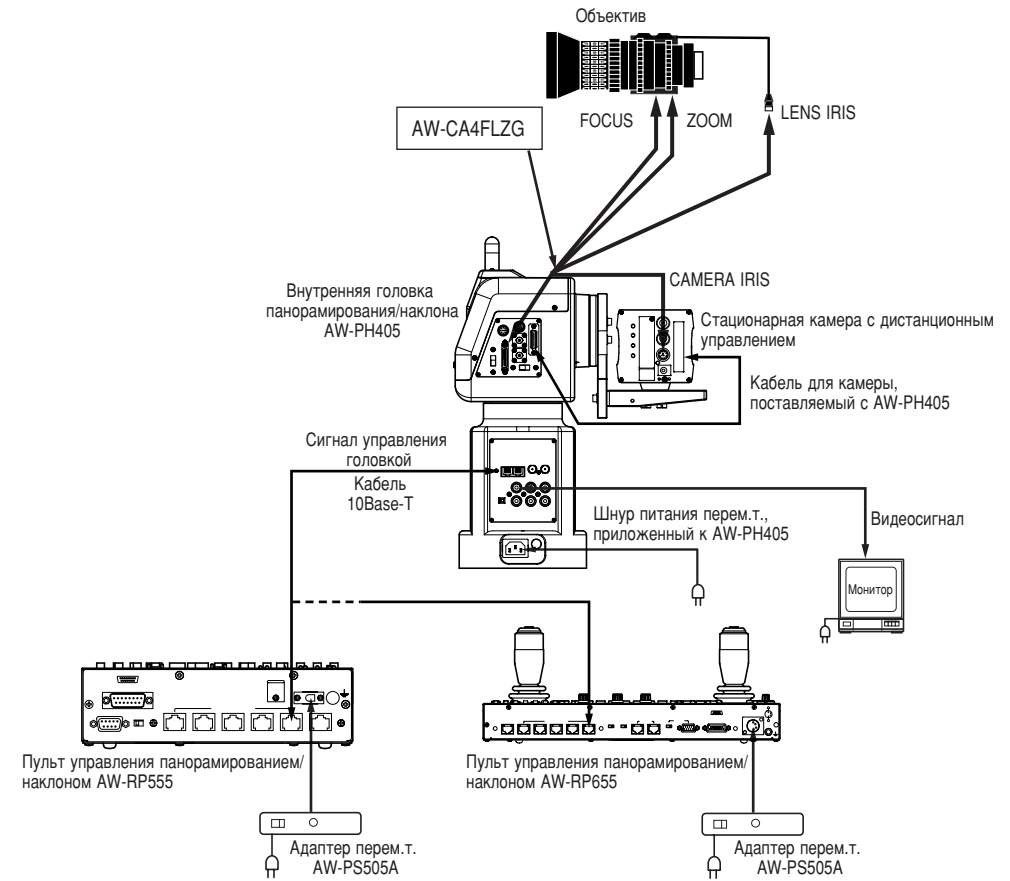 Объектив
FOCUS
ZOOM
LENS IRIS
AW-CA4FLZG
CAMERA IRIS
Внутренняя головка
панорамирования/наклона
AW-PH405
Стационарная камера с дистанционным
управлением
Кабель для камеры,
поставляемый с AW-PH405
Сигнал управления
головкой
Кабель
10Base-T
Шнур питания перем.т.,
приложенный к AW-PH405
Видеосигнал
Монитор
Пульт управления панорамированием/
наклоном AW-RP555
Пульт управления панорамированием/
наклоном AW-RP655
Адаптер перем.т.
AW-PS505A
Адаптер перем.т.
AW-PS505A